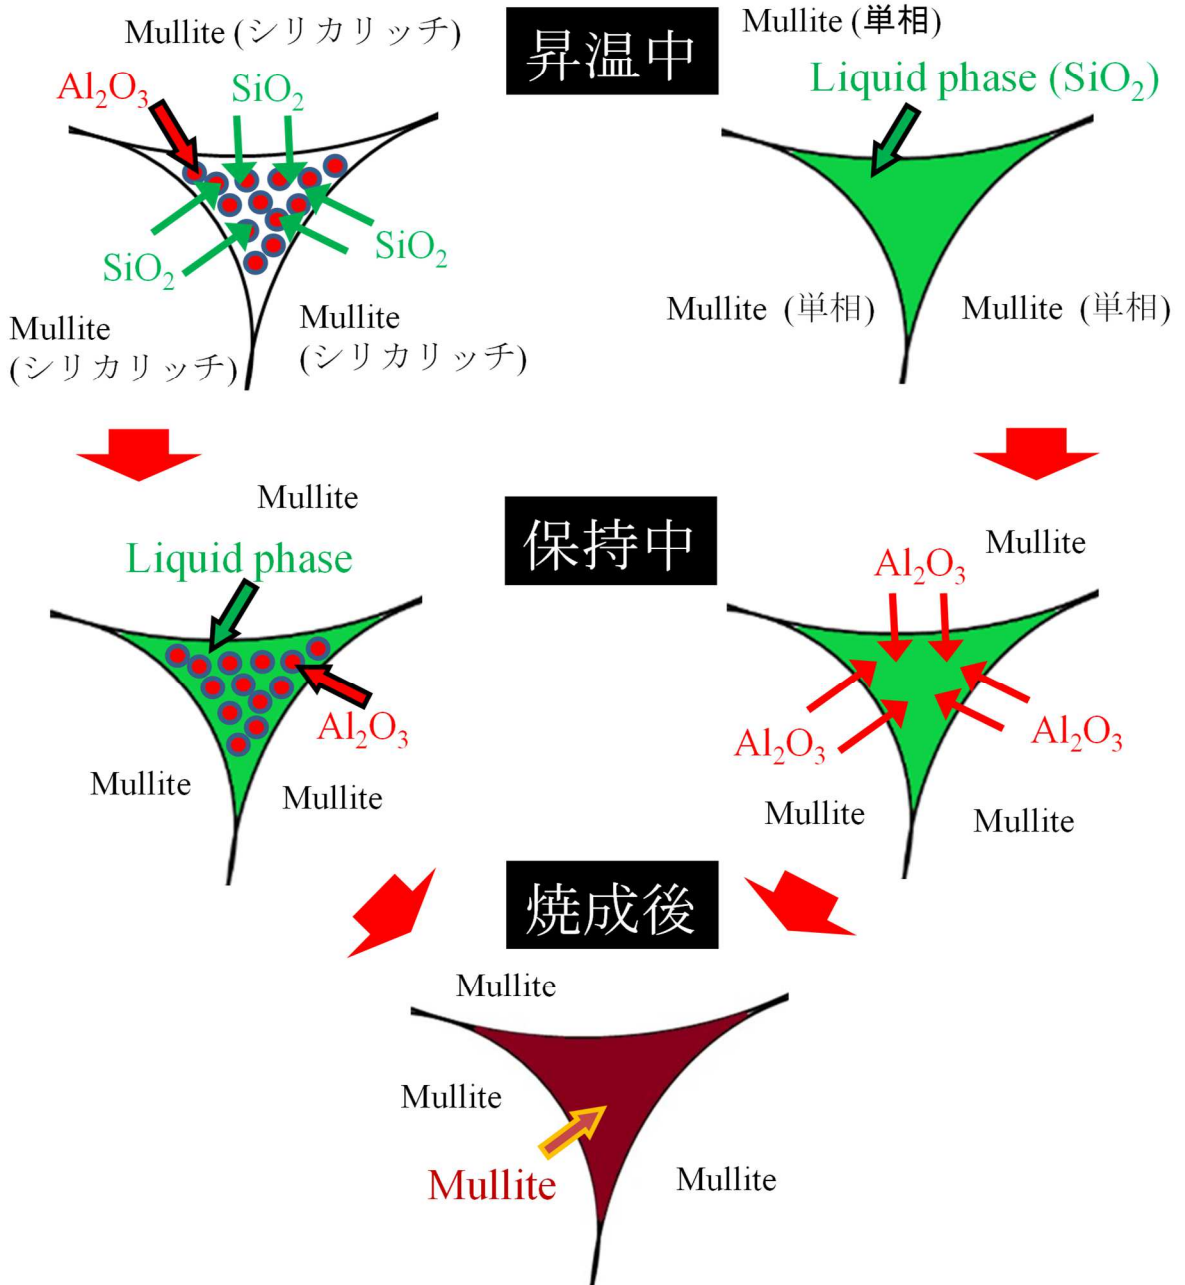 Mullite (シリカリッチ)
Al₂O₃
SiO₂
SiO₂
SiO₂
Mullite
(シリカリッチ)
Mullite
(シリカリッチ)
昇温中
Mullite (単相)
Liquid phase (SiO₂)
Mullite (単相)
Mullite (単相)
Mullite
Liquid phase
Al₂O₃
Mullite
Mullite
保持中
Mullite
Al₂O₃
Al₂O₃
Al₂O₃
Mullite
Mullite
焼成後
Mullite
Mullite
Mullite
Mullite